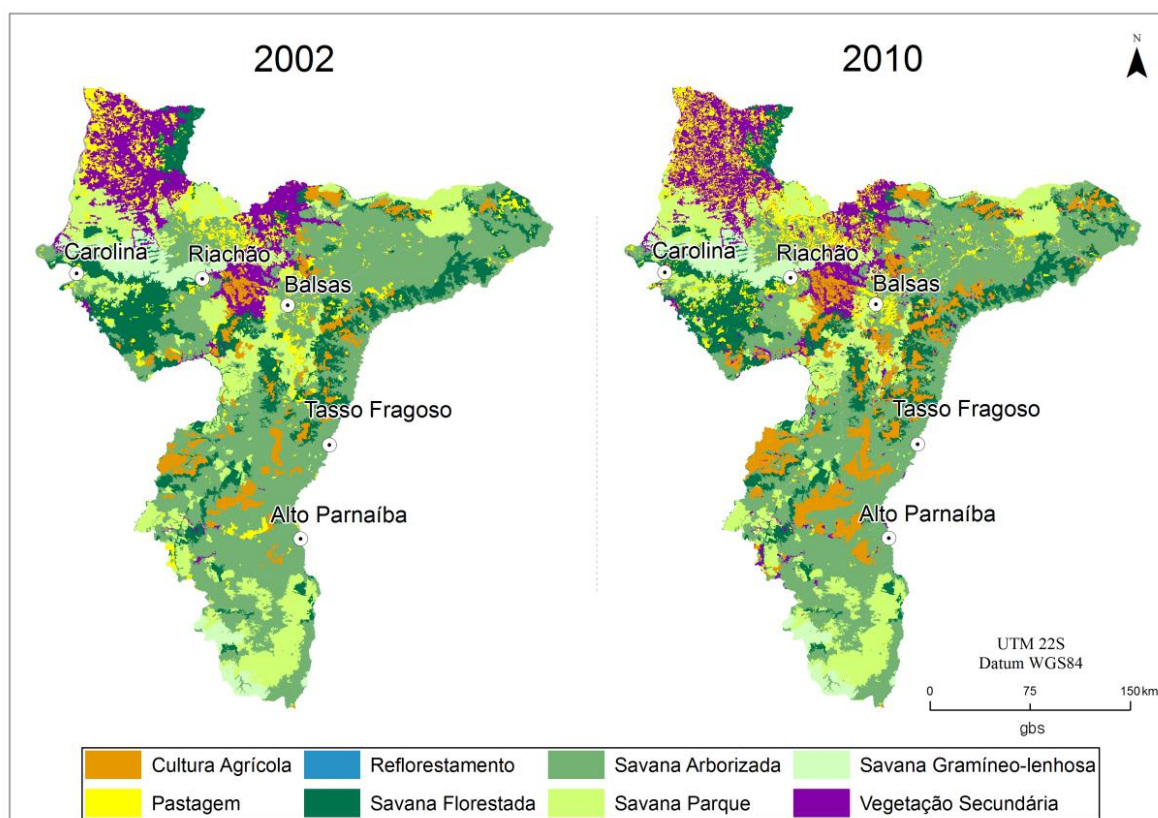 2002
2010
N
Carolina
Riachão
Balsas
Tasso Fragoso
Alto Parnaíba
Carolina
Riachão
Balsas
Tasso Fragoso
Alto Parnaíba
UTM 22S
Datum WGS84
0 75 150 km
gbs
Cultura Agrícola Reflorestamento Savana Arborizada Savana Gramíneo-lenhosa
Pastagem Savana Florestada Savana Parque Vegetação Secundária